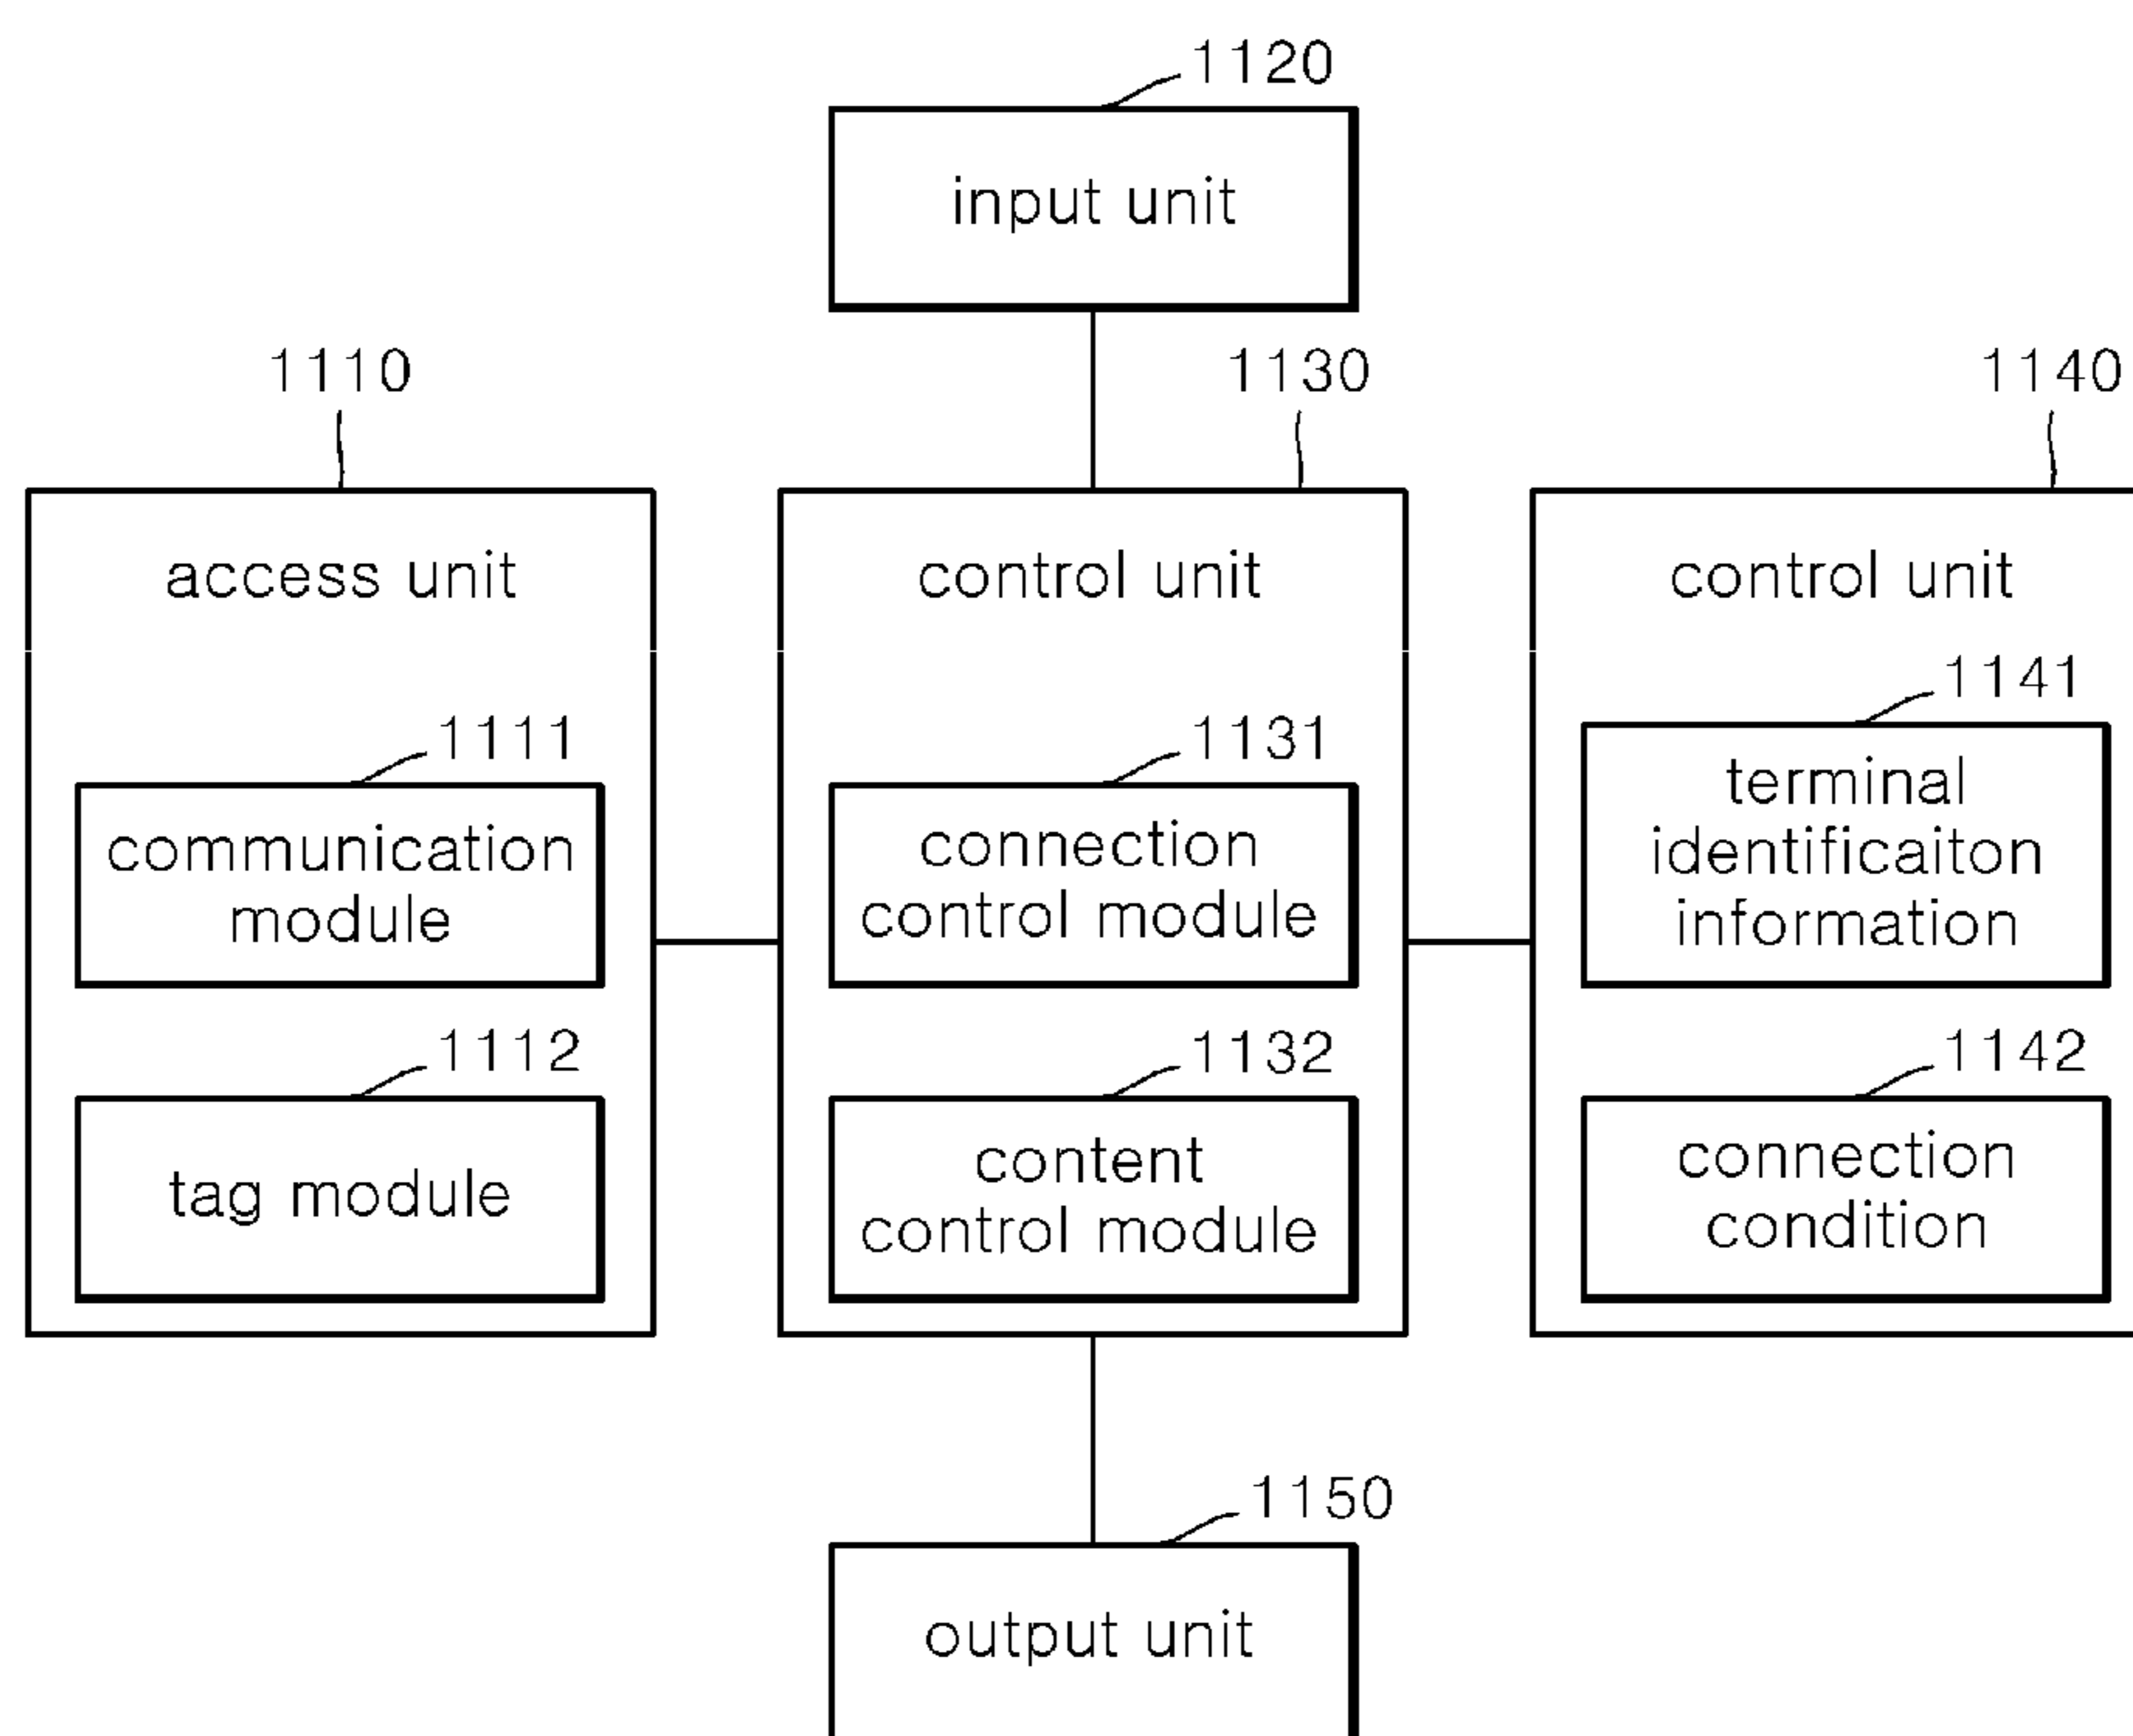 1120
input unit
1110
1130
1140
access unit
control unit
control unit
1111
communication
module
1112
tag module
1131
connection
control module
1132
content
control module
1141
terminal
identificaiton
information
1142
connection
condition
1150
output unit